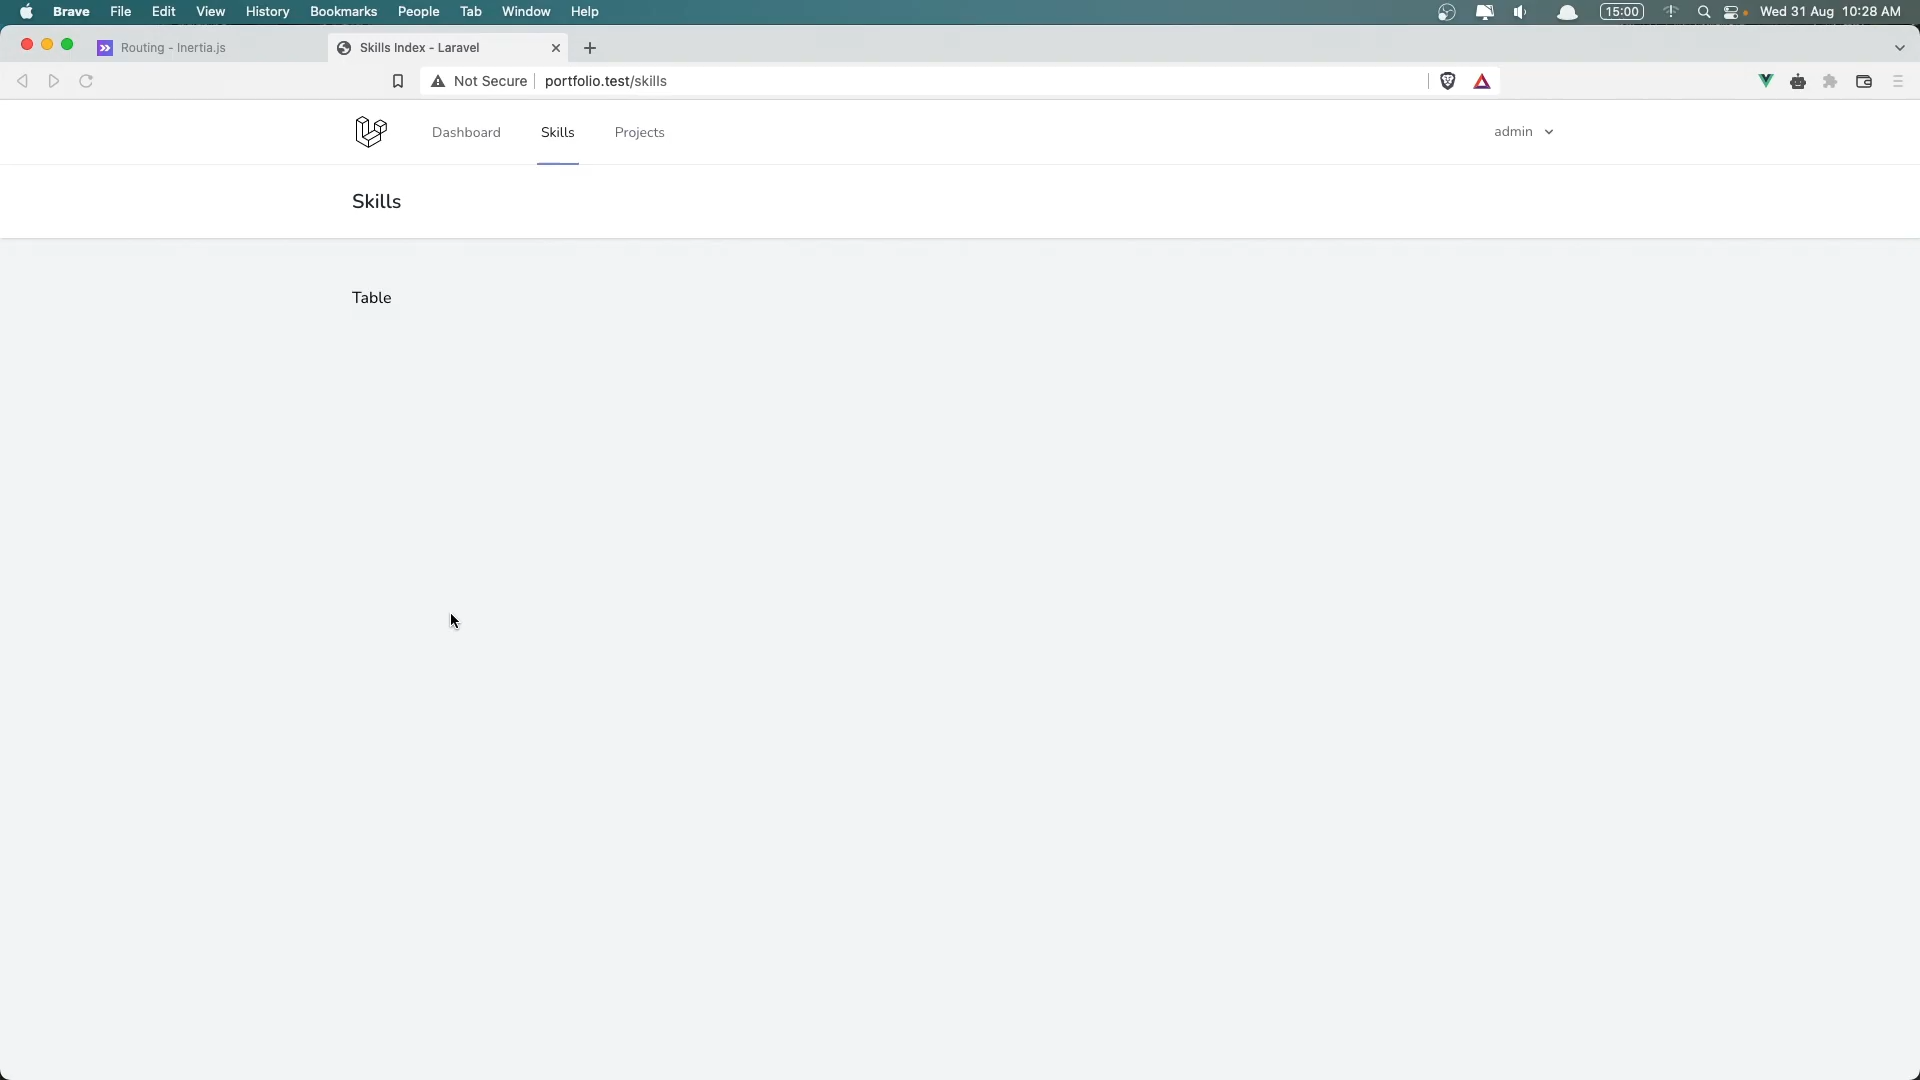 Brave File Edit View History Bookmarks People Tab Window Help 15:00 Wed 31 Aug 10:28 AM
Routing - Inertia.js Skills Index - Laravel
Not Secure portfolio.test/skills
Dashboard Skills Projects admin
Skills
Table